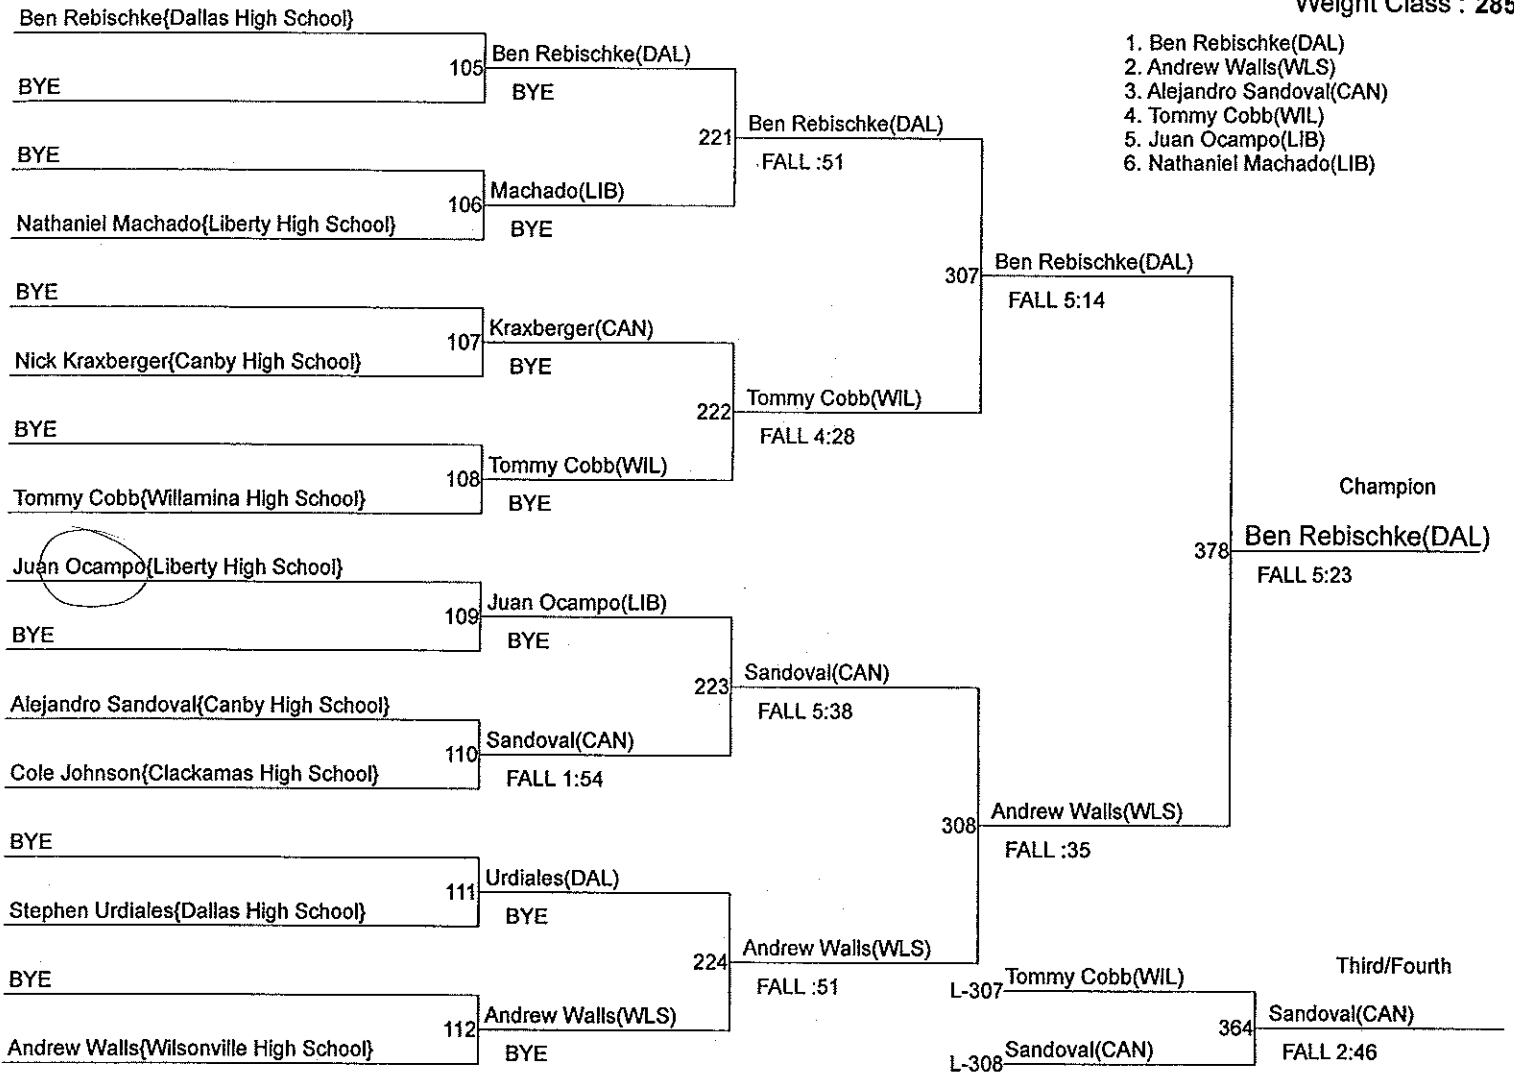 Weight Class : 285
1. Ben Rebischke(DAL)
2. Andrew Walls(WLS)
3. Alejandro Sandoval(CAN)
4. Tommy Cobb(WIL)
5. Juan Ocampo(LIB)
6. Nathaniel Machado(LIB)
Ben Rebischke{Dallas High School}
105 Ben Rebischke(DAL)
BYE
BYE
221 Ben Rebischke(DAL)
FALL :51
BYE
106 Machado(LIB)
BYE
Nathaniel Machado{Liberty High School}
307 Ben Rebischke(DAL)
FALL 5:14
BYE
107 Kraxberger(CAN)
BYE
Nick Kraxberger{Canby High School}
222 Tommy Cobb(WIL)
FALL 4:28
BYE
108 Tommy Cobb(WIL)
BYE
Tommy Cobb{Willamina High School}
Champion
378 Ben Rebischke(DAL)
FALL 5:23
Juan Ocampo{Liberty High School}
109 Juan Ocampo(LIB)
BYE
BYE
223 Sandoval(CAN)
FALL 5:38
Alejandro Sandoval{Canby High School}
110 Sandoval(CAN)
FALL 1:54
Cole Johnson{Clackamas High School}
308 Andrew Walls(WLS)
FALL :35
BYE
111 Urdiales(DAL)
BYE
Stephen Urdiales{Dallas High School}
224 Andrew Walls(WLS)
FALL :51
BYE
112 Andrew Walls(WLS)
BYE
Andrew Walls{Wilsonville High School}
Third/Fourth
L-307 Tommy Cobb(WIL)
364 Sandoval(CAN)
FALL 2:46
L-308 Sandoval(CAN)